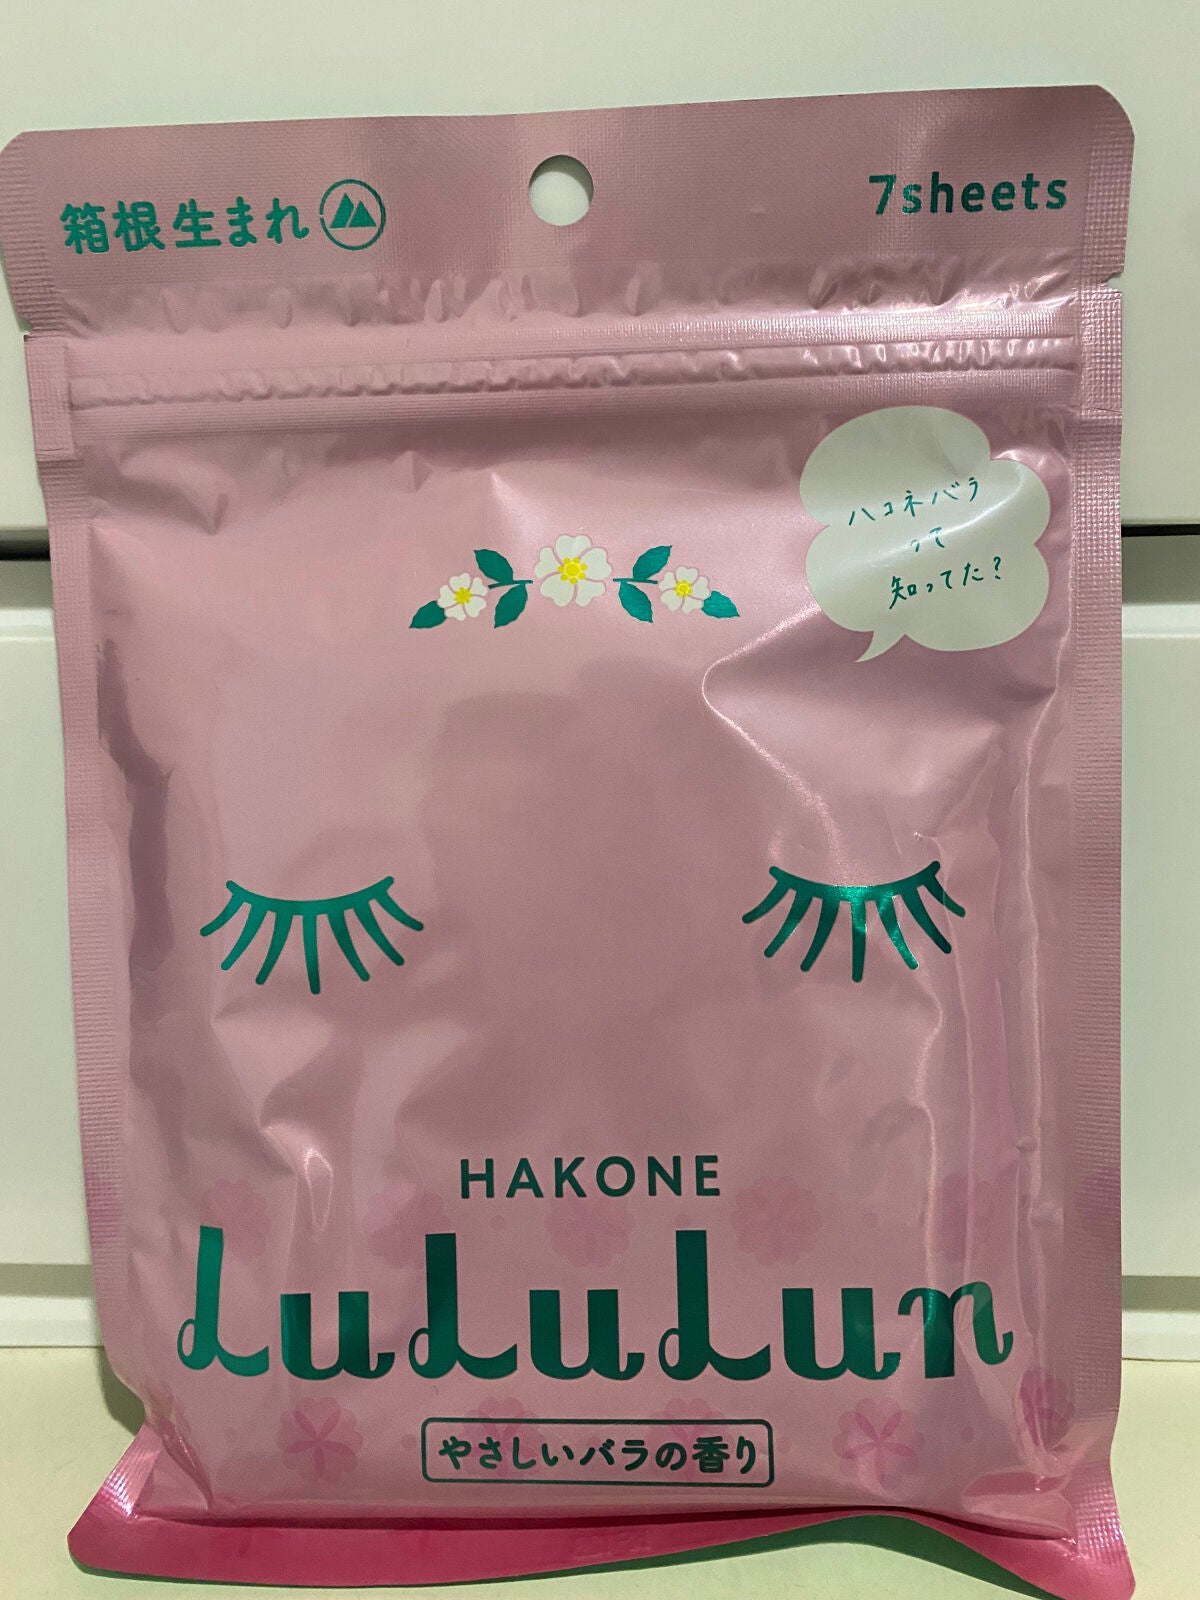 箱根生まれ
7sheets
ハコネバラ
って
知ってた?
HAKONE
LuLuLun
やさしいバラの香り